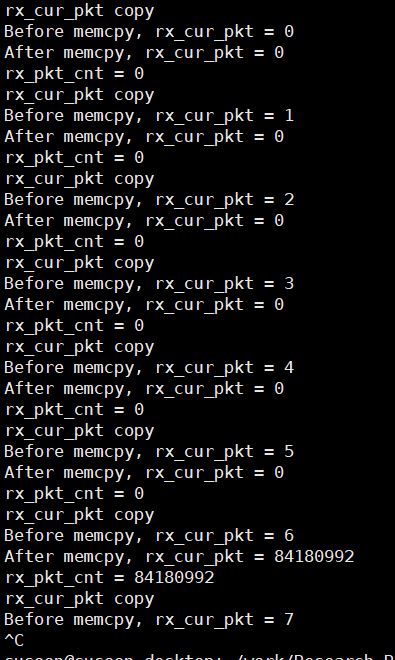 rx_cur_pkt copy
Before memcpy, rx_cur_pkt = 0
After memcpy, rx_cur_pkt = 0
rx_pkt_cnt = 0
rx_cur_pkt copy
Before memcpy, rx_cur_pkt = 1
After memcpy, rx_cur_pkt = 0
rx_pkt_cnt = 0
rx_cur_pkt copy
Before memcpy, rx_cur_pkt = 2
After memcpy, rx_cur_pkt = 0
rx_pkt_cnt = 0
rx_cur_pkt copy
Before memcpy, rx_cur_pkt = 3
After memcpy, rx_cur_pkt = 0
rx_pkt_cnt = 0
rx_cur_pkt copy
Before memcpy, rx_cur_pkt = 4
After memcpy, rx_cur_pkt = 0
rx_pkt_cnt = 0
rx_cur_pkt copy
Before memcpy, rx_cur_pkt = 5
After memcpy, rx_cur_pkt = 0
rx_pkt_cnt = 0
rx_cur_pkt copy
Before memcpy, rx_cur_pkt = 6
After memcpy, rx_cur_pkt = 84180992
rx_pkt_cnt = 84180992
rx_cur_pkt copy
Before memcpy, rx_cur_pkt = 7
^C